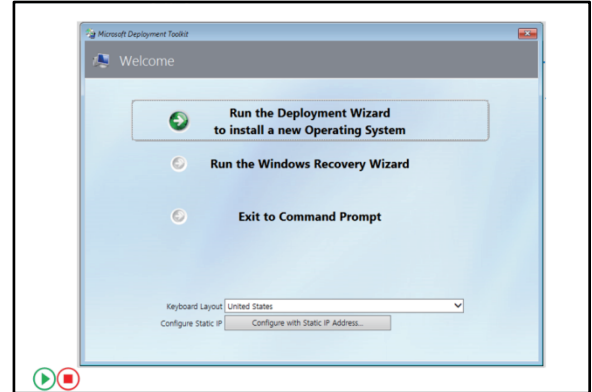 Microsoft Deployment Toolkit
Welcome
Run the Deployment Wizard
to install a new Operating System
Run the Windows Recovery Wizard
Exit to Command Prompt
Keyboard Layout United States
Configure Static IP Configure with Static IP Address...